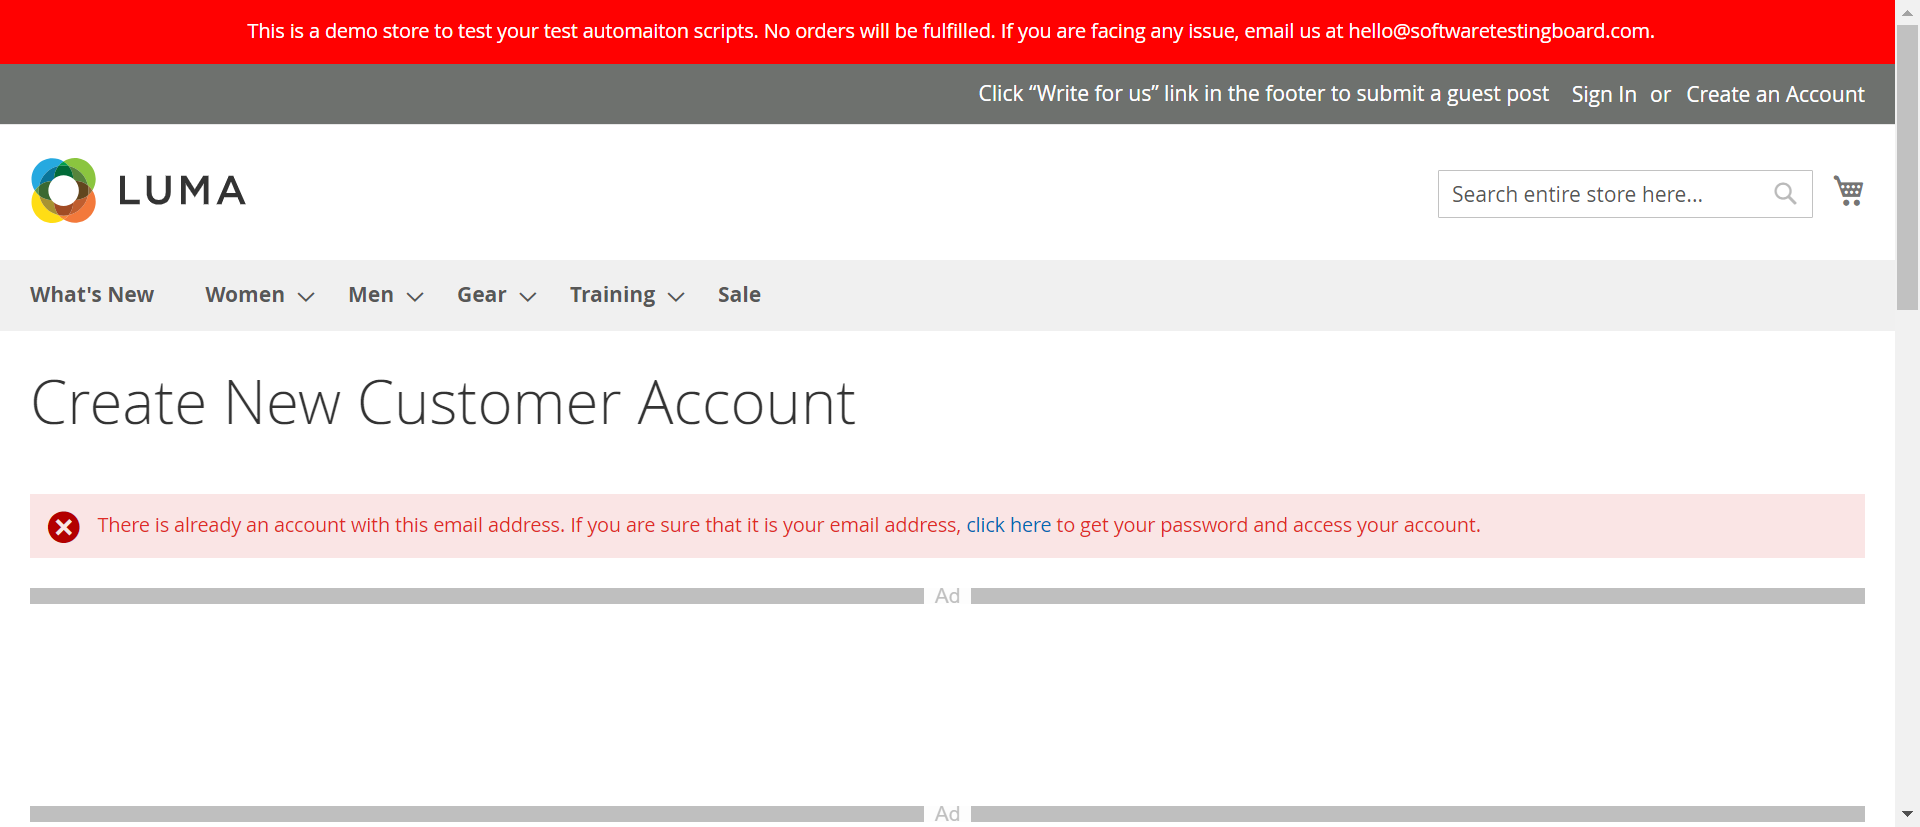 This is a demo store to test your test automaiton scripts. No orders will be fulfilled. If you are facing any issue, email us at hello@softwaretestingboard.com.
Click “Write for us” link in the footer to submit a guest post Sign In or Create an Account
LUMA
Search entire store here...
What's New Women Men Gear Training Sale
Create New Customer Account
There is already an account with this email address. If you are sure that it is your email address, click here to get your password and access your account.
Ad
Ad